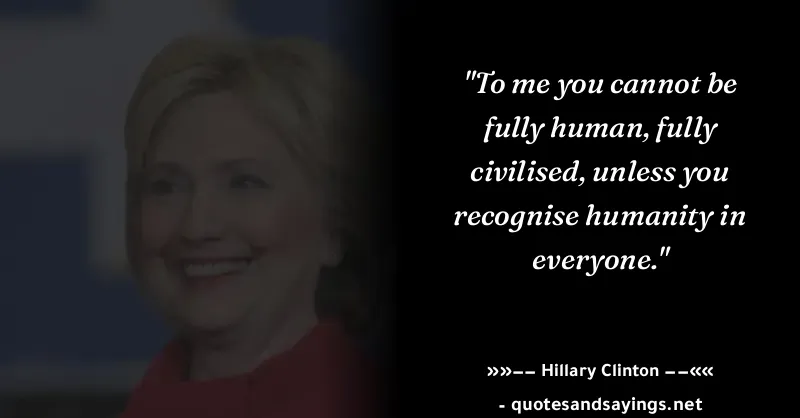 "To me you cannot be
fully human, fully
civilised, unless you
recognise humanity in
everyone."
»»−− Hillary Clinton −−««
- quotesandsayings.net